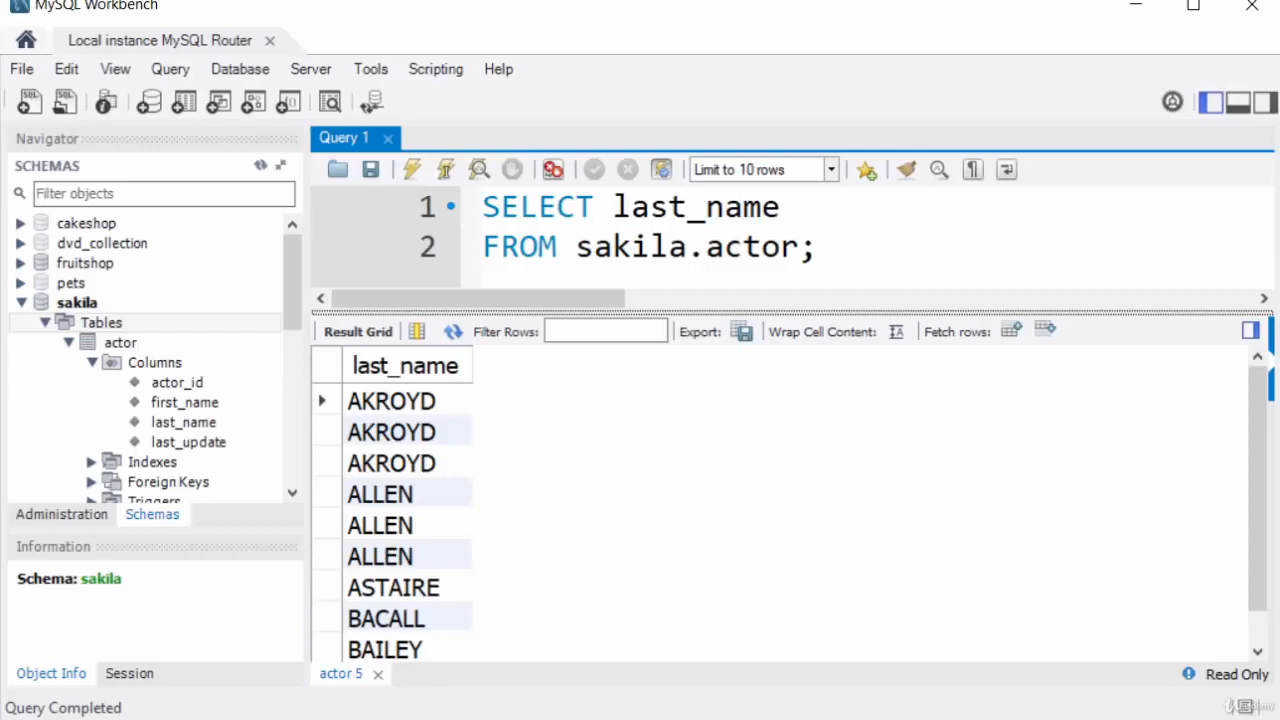 MySQL Workbench
Local instance MySQL Router
File Edit View Query Database Server Tools Scripting Help
Navigator
SCHEMAS
Filter objects
cakeshop
dvd_collection
fruitshop
pets
sakila
Tables
actor
Columns
actor_id
first_name
last_name
last_update
Indexes
Foreign Keys
Triggers
Administration Schemas
Information
Schema: sakila
Object Info Session
Query 1
Limit to 10 rows
1 SELECT last_name
2 FROM sakila.actor;
Result Grid Filter Rows: Export: Wrap Cell Content: Fetch rows:
last_name
AKROYD
AKROYD
AKROYD
ALLEN
ALLEN
ALLEN
ASTAIRE
BACALL
BAILEY
actor 5
Read Only
Query Completed